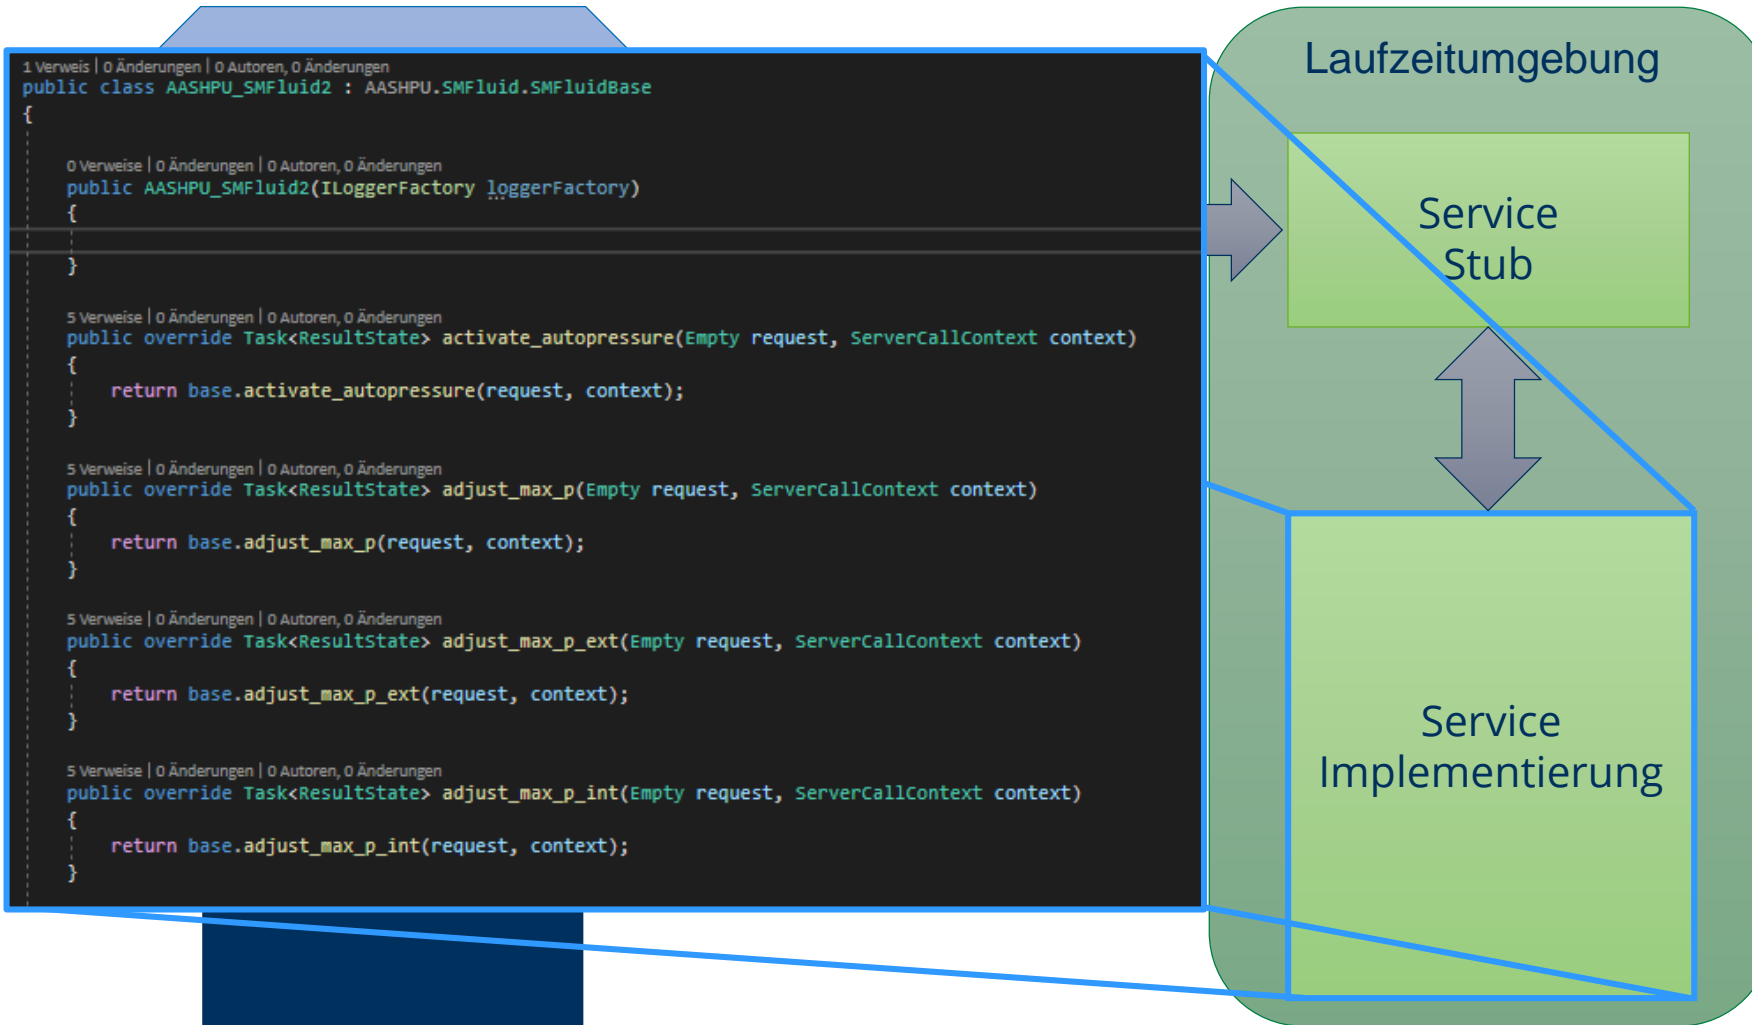 1 Verweis | 0 Änderungen | 0 Autoren, 0 Änderungen
public class AASHPU_SMFluid2 : AASHPU.SMFluid.SMFluidBase
{
0 Verweise | 0 Änderungen | 0 Autoren, 0 Änderungen
public AASHPU_SMFluid2(ILoggerFactory loggerFactory)
{
}
5 Verweise | 0 Änderungen | 0 Autoren, 0 Änderungen
public override Task<ResultState> activate_autopressure(Empty request, ServerCallContext context)
{
return base.activate_autopressure(request, context);
}
5 Verweise | 0 Änderungen | 0 Autoren, 0 Änderungen
public override Task<ResultState> adjust_max_p(Empty request, ServerCallContext context)
{
return base.adjust_max_p(request, context);
}
5 Verweise | 0 Änderungen | 0 Autoren, 0 Änderungen
public override Task<ResultState> adjust_max_p_ext(Empty request, ServerCallContext context)
{
return base.adjust_max_p_ext(request, context);
}
5 Verweise | 0 Änderungen | 0 Autoren, 0 Änderungen
public override Task<ResultState> adjust_max_p_int(Empty request, ServerCallContext context)
{
return base.adjust_max_p_int(request, context);
}
Laufzeitumgebung
Service
Stub
Service
Implementierung